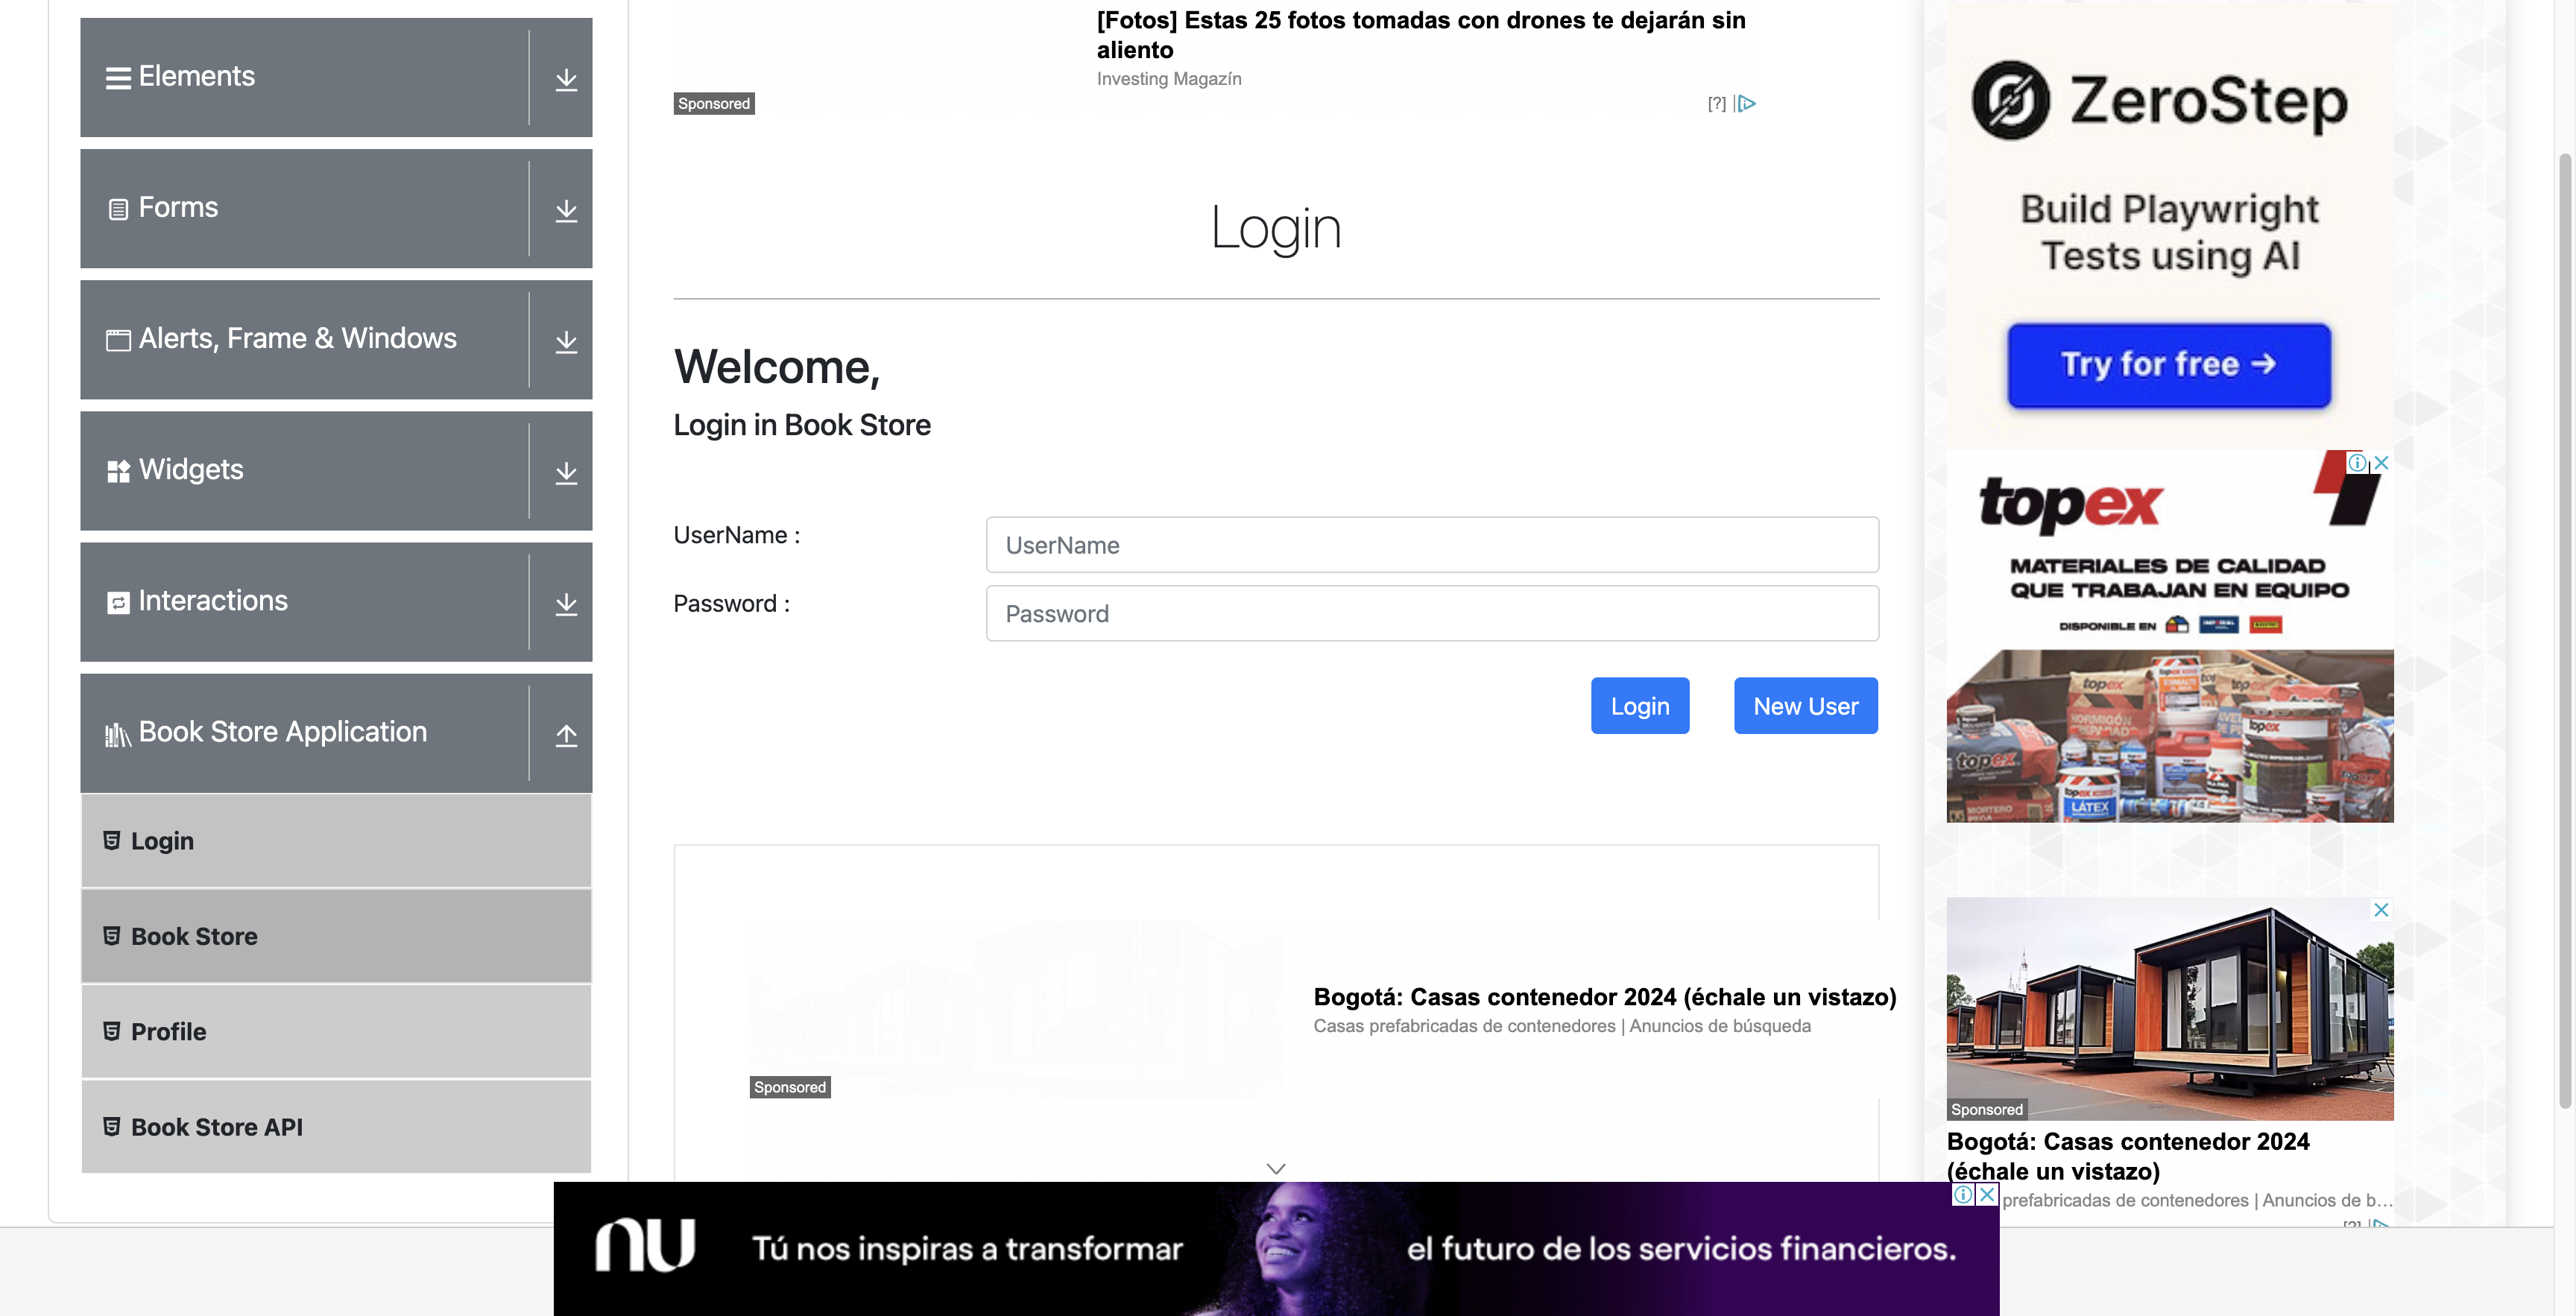 Elements
Forms
Alerts, Frame & Windows
Widgets
Interactions
Book Store Application
Login
Book Store
Profile
Book Store API
[Fotos] Estas 25 fotos tomadas con drones te dejarán sin
aliento
Investing Magazín
Sponsored
[?]
Login
Welcome,
Login in Book Store
UserName :
UserName
Password :
Password
Login
New User
Bogotá: Casas contenedor 2024 (échale un vistazo)
Casas prefabricadas de contenedores | Anuncios de búsqueda
Sponsored
ZeroStep
Build Playwright
Tests using AI
Try for free →
topex
MATERIALES DE CALIDAD
QUE TRABAJAN EN EQUIPO
DISPONIBLE EN
topex
topex
topex
LÁTEX
Sponsored
Bogotá: Casas contenedor 2024
(échale un vistazo)
prefabricadas de contenedores | Anuncios de b...
nu
Tú nos inspiras a transformar
el futuro de los servicios financieros.